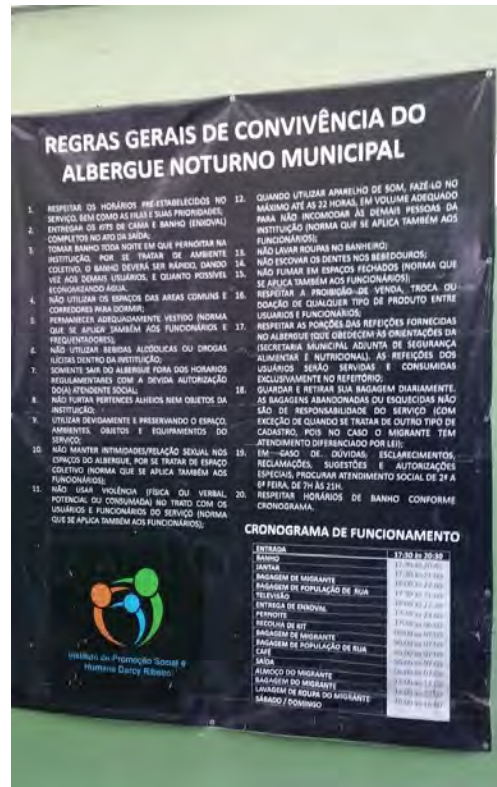 REGRAS GERAIS DE CONVIVÊNCIA DO
ALBERGUE NOTURNO MUNICIPAL
1. RESPEITAR OS HORÁRIOS PRÉ-ESTABELECIDOS NO
SERVIÇO, BEM COMO AS FILAS E SUAS PRIORIDADES;
2. ENTREGAR OS KITS DE CAMA E BANHO (ENXOVAL)
COMPLETOS NO ATO DA SAÍDA;
3. TOMAR BANHO TODA NOITE EM QUE PERNOITAR NA
INSTITUIÇÃO, POR SE TRATAR DE AMBIENTE
COLETIVO. O BANHO DEVERÁ SER RÁPIDO, DANDO
VEZ AOS DEMAIS USUÁRIOS, E QUANTO POSSÍVEL
ECONOMIZANDO ÁGUA.
4. NÃO UTILIZAR OS ESPAÇOS DAS AREAS COMUNS E
CORREDORES PARA DORMIR;
5. PERMANECER ADEQUADAMENTE VESTIDO (NORMA
QUE SE APLICA TAMBÉM AOS FUNCIONÁRIOS E
FREQUENTADORES);
6. NÃO UTILIZAR BEBIDAS ALCÓOLICAS OU DROGAS
ILÍCITAS DENTRO DA INSTITUIÇÃO;
7. SOMENTE SAIR DO ALBERGUE FORA DOS HORARIOS
REGULAMENTARES COM A DEVIDA AUTORIZAÇÃO
DO(A) ATENDENTE SOCIAL;
8. NÃO FURTAR PERTENCES ALHEIOS NEM OBJETOS DA
INSTITUIÇÃO;
9. UTILIZAR DEVIDAMENTE E PRESERVANDO O ESPAÇO,
AMBIENTES, OBJETOS E EQUIPAMENTOS DO
SERVIÇO;
10. NÃO MANTER INTIMIDADES/RELAÇÃO SEXUAL NOS
ESPAÇOS DO ALBERGUE, POR SE TRATAR DE ESPAÇO
COLETIVO (NORMA QUE SE APLICA TAMBÉM AOS
FUNCIONÁRIOS);
11. NÃO USAR VIOLÊNCIA (FÍSICA OU VERBAL,
POTENCIAL OU CONSUMADA) NO TRATO COM OS
USUÁRIOS E FUNCIONÁRIOS DO SERVIÇO (NORMA
QUE SE APLICA TAMBÉM AOS FUNCIONÁRIOS);
12. QUANDO UTILIZAR APARELHO DE SOM, FAZÊ-LO NO
MÁXIMO ATÉ AS 22 HORAS, EM VOLUME ADEQUADO
PARA NÃO INCOMODAR ÀS DEMAIS PESSOAS DA
INSTITUIÇÃO (NORMA QUE SE APLICA TAMBÉM AOS
FUNCIONÁRIOS);
13. NÃO LAVAR ROUPAS NO BANHEIRO;
14. NÃO ESCOVAR OS DENTES NOS BEBEDOUROS;
15. NÃO FUMAR EM ESPAÇOS FECHADOS (NORMA QUE
SE APLICA TAMBÉM AOS FUNCIONÁRIOS);
16. RESPEITAR A PROIBIÇÃO DE VENDA, TROCA OU
DOAÇÃO DE QUALQUER TIPO DE PRODUTO ENTRE
USUARIOS E FUNCIONÁRIOS;
17. RESPEITAR AS PORÇÕES DAS REFEIÇÕES FORNECIDAS
NO ALBERGUE (QUE OBEDECEM ÀS ORIENTAÇÕES DA
(SECRETARIA MUNICIPAL ADJUNTA DE SEGURANÇA
ALIMENTAR E NUTRICIONAL). AS REFEIÇÕES DOS
USUÁRIOS SERÃO SERVIDAS E CONSUMIDAS
EXCLUSIVAMENTE NO REFEITÓRIO;
18. GUARDAR E RETIRAR SUA BAGAGEM DIARIAMENTE.
AS BAGAGENS ABANDONADAS OU ESQUECIDAS NÃO
SÃO DE RESPONSABILIDADE DO SERVIÇO (COM
EXCEÇÃO DE QUANDO SE TRATAR DE OUTRO TIPO DE
CADASTRO, POIS NO CASO O MIGRANTE TEM
ATENDIMENTO DIFERENCIADO POR LEI);
19. EM CASO DE DÚVIDAS, ESCLARECIMENTOS,
RECLAMAÇÕES, SUGESTÕES E AUTORIZAÇÕES
ESPECIAIS, PROCURAR ATENDIMENTO SOCIAL DE 2ª A
6ª FEIRA, DE 7H ÀS 21H.
20. RESPEITAR HORÁRIOS DE BANHO CONFORME
CRONOGRAMA.
CRONOGRAMA DE FUNCIONAMENTO
ENTRADA 17:30 às 20:30
BANHO
JANTAR
BAGAGEM DE MIGRANTE
BAGAGEM DE POPULAÇÃO DE RUA
TELEVISÃO
ENTREGA DE ENXOVAL
PERNOITE
RECOLHA DE KIT
BAGAGEM DE MIGRANTE
BAGAGEM DE POPULAÇÃO DE RUA
CAFÉ
SAÍDA
ALMOÇO DO MIGRANTE
BAGAGEM DO MIGRANTE
LAVAGEM DE ROUPA DO MIGRANTE
SÁBADO / DOMINGO
Instituto de Promoção Social e
Humana Darcy Ribeiro